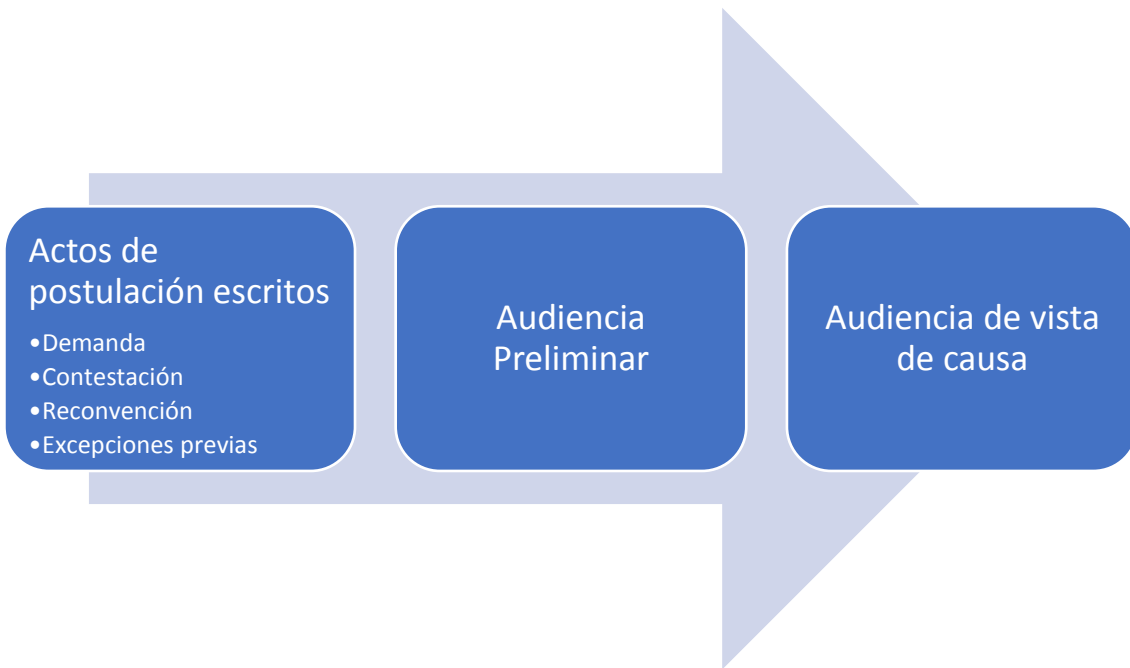 Actos de
postulación escritos
•Demanda
•Contestación
•Reconvención
•Excepciones previas
Audiencia
Preliminar
Audiencia de vista
de causa